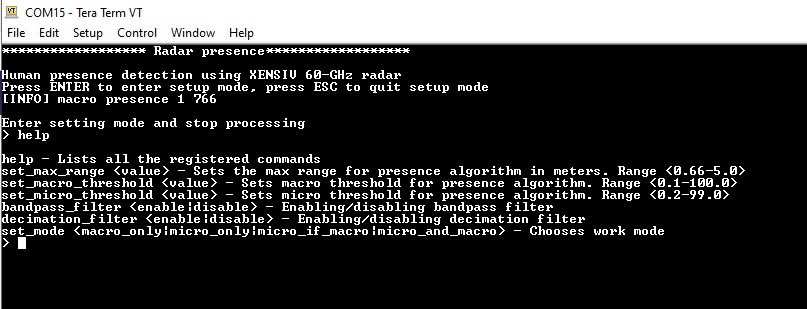 COM15 - Tera Term VT
File Edit Setup Control Window Help
****************** Radar presence******************
Human presence detection using XENSIV 60-GHz radar
Press ENTER to enter setup mode, press ESC to quit setup mode
[INFO] macro presence 1 766
Enter setting mode and stop processing
> help
help - Lists all the registered commands
set_max_range <value> - Sets the max range for presence algorithm in meters. Range <0.66-5.0>
set_macro_threshold <value> - Sets macro threshold for presence algorithm. Range <0.1-100.0>
set_micro_threshold <value> - Sets micro threshold for presence algorithm. Range <0.2-99.0>
bandpass_filter <enable|disable> - Enabling/disabling bandpass filter
decimation_filter <enable|disable> - Enabling/disabling decimation filter
set_mode <macro_only|micro_only|micro_if_macro|micro_and_macro> - Chooses work mode
>